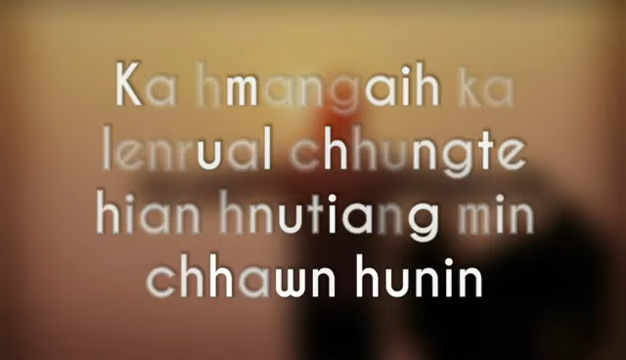 Ka hmangaih ka
lenrual chhungte
hian hnutiang min
chhawn hunin